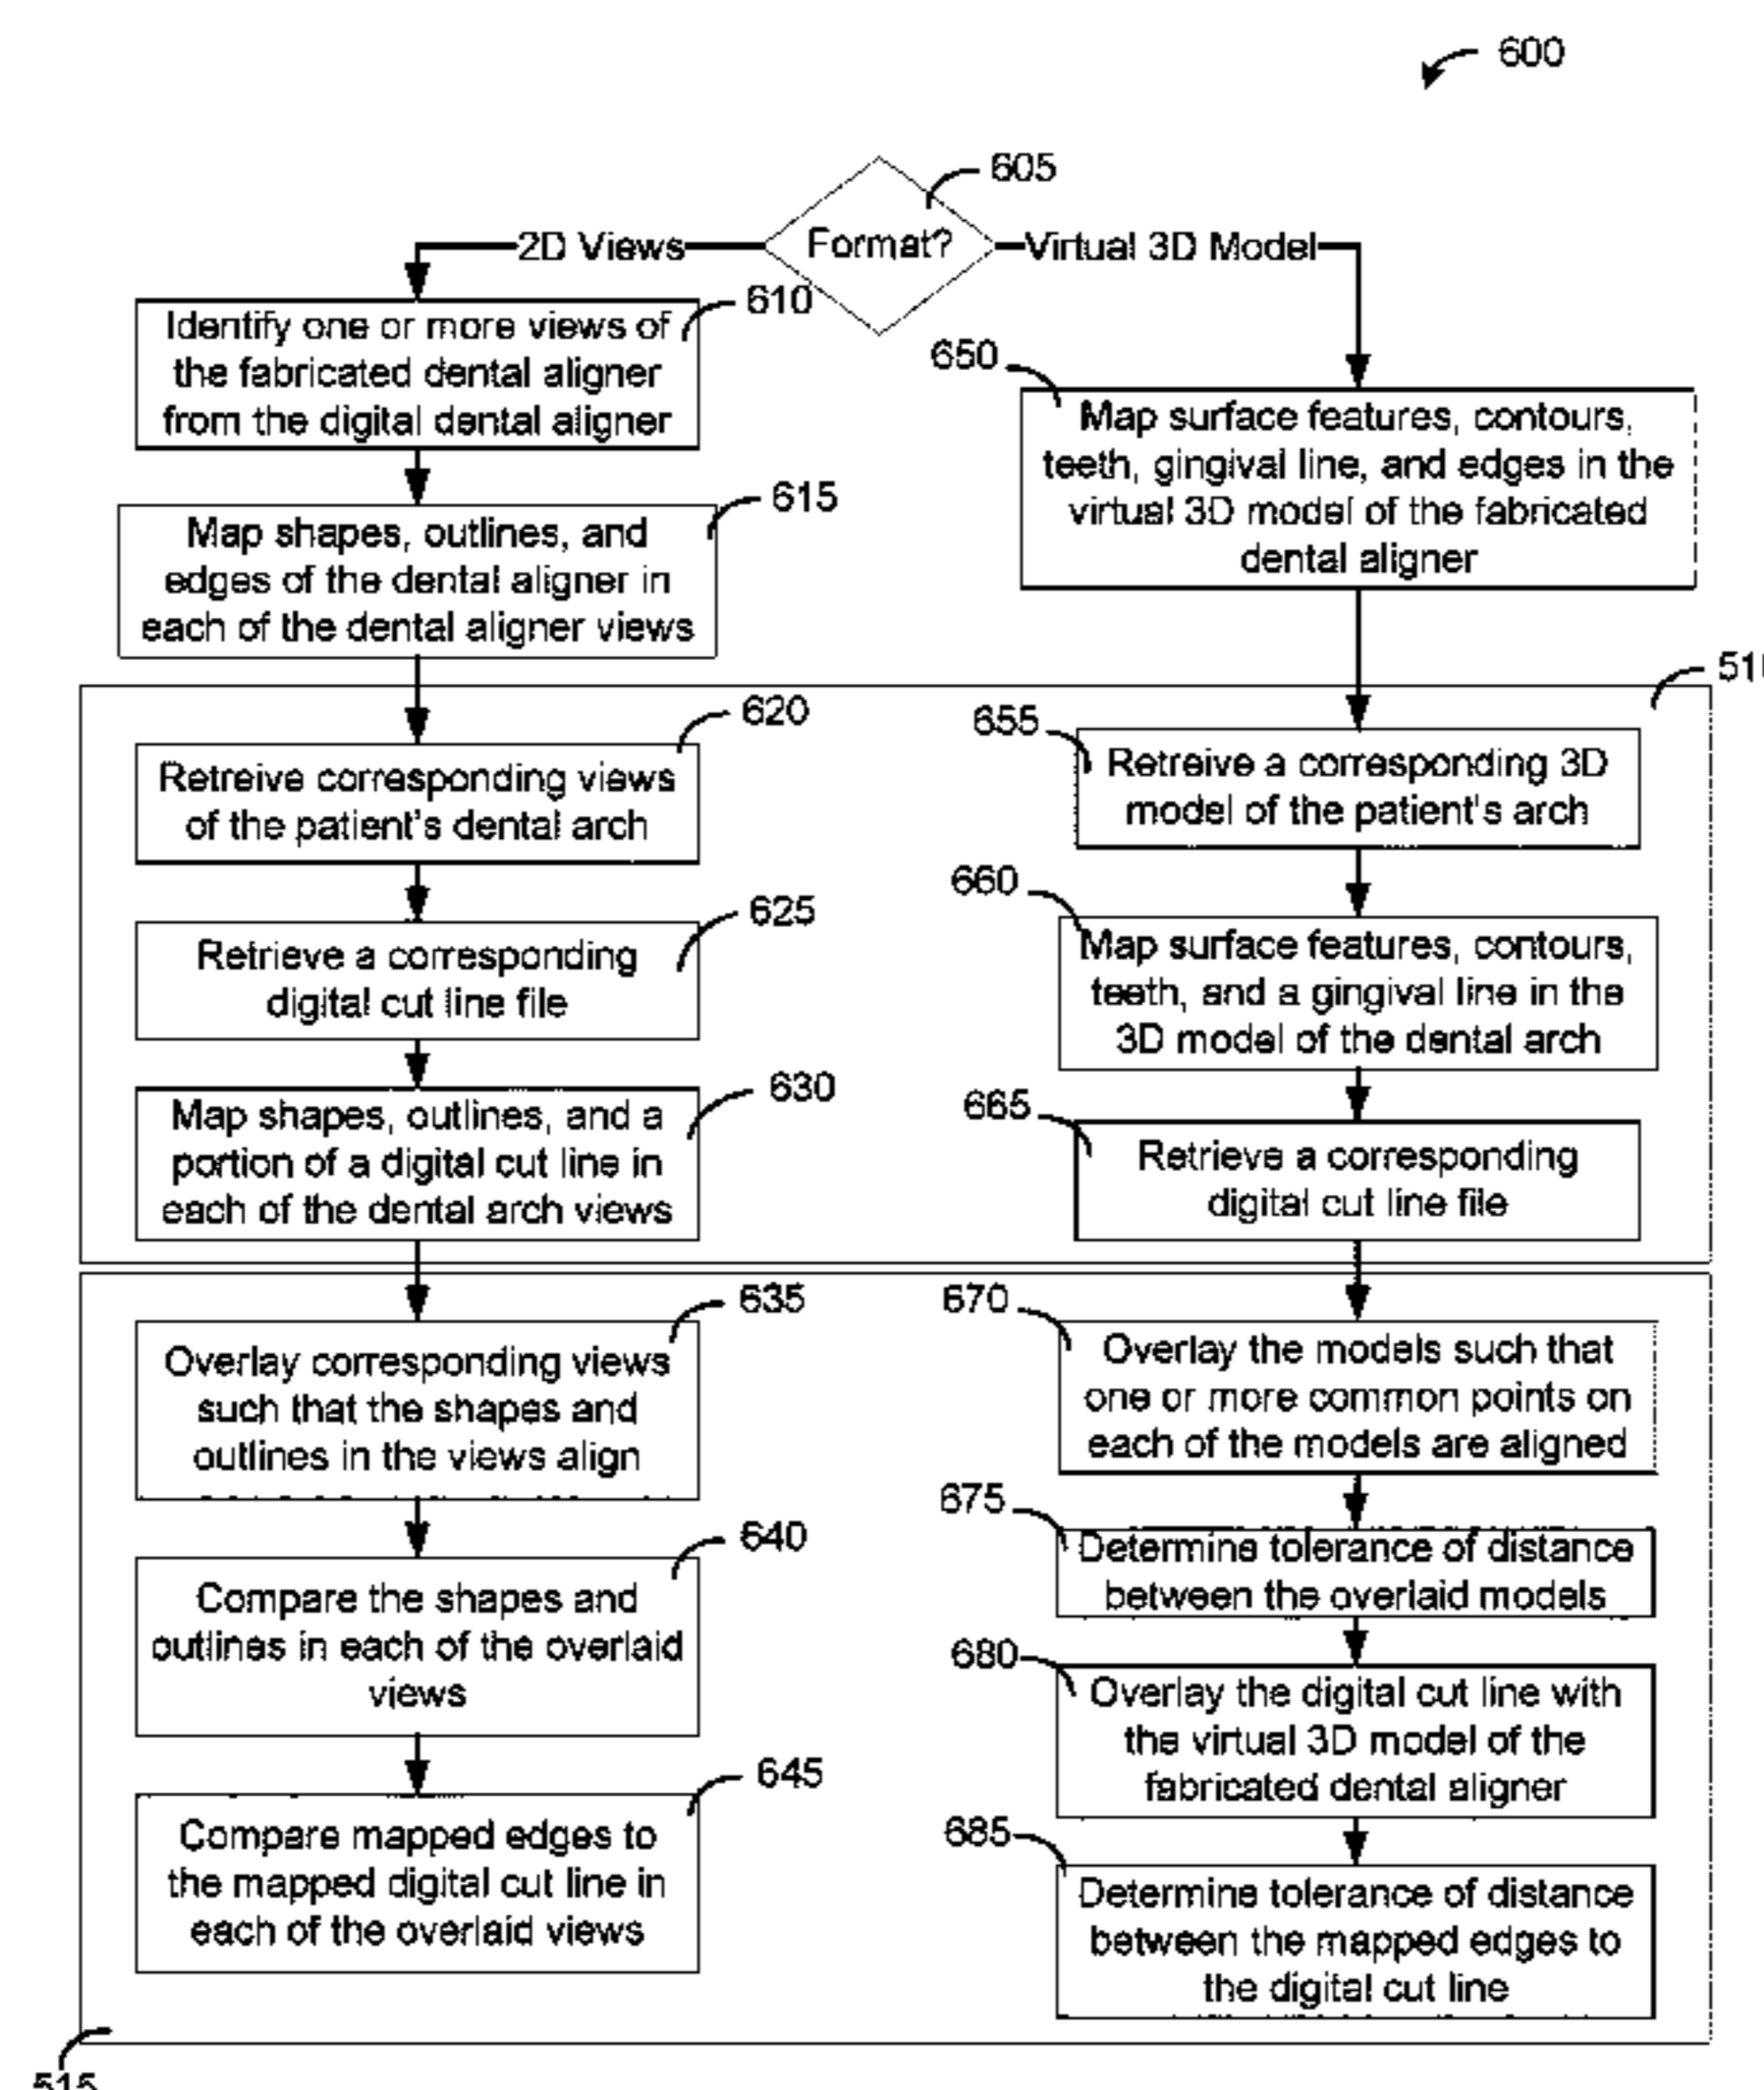 600
605
Format?
2D Views
Virtual 3D Model
610
Identify one or more views of
the fabricated dental aligner
from the digital dental aligner
615
Map shapes, outlines, and
edges of the dental aligner in
each of the dental aligner views
620
Retreive corresponding views
of the patient's dental arch
625
Retrieve a corresponding
digital cut line file
630
Map shapes, outlines, and a
portion of a digital cut line in
each of the dental arch views
635
Overlay corresponding views
such that the shapes and
outlines in the views align
640
Compare the shapes and
outlines in each of the overlaid
views
645
Compare mapped edges to
the mapped digital cut line in
each of the overlaid views
515
650
Map surface features, contours,
teeth, gingival line, and edges in the
virtual 3D model of the fabricated
dental aligner
655
Retreive a corresponding 3D
model of the patient's arch
660
Map surface features, contours,
teeth, and a gingival line in the
3D model of the dental arch
665
Retrieve a corresponding
digital cut line file
670
Overlay the models such that
one or more common points on
each of the models are aligned
675
Determine tolerance of distance
between the overlaid models
680
Overlay the digital cut line with
the virtual 3D model of the
fabricated dental aligner
685
Determine tolerance of distance
between the mapped edges to
the digital cut line